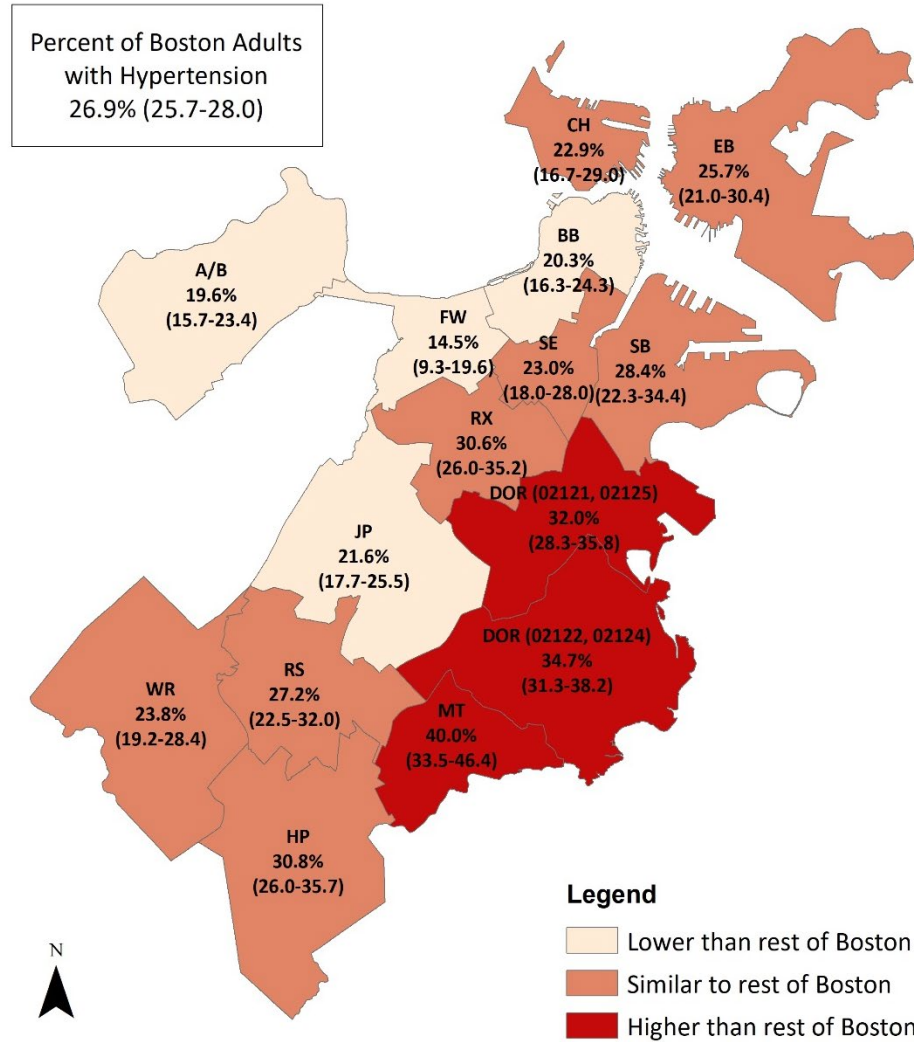 Percent of Boston Adults
with Hypertension
26.9% (25.7-28.0)
CH
22.9%
(16.7-29.0)
EB
25.7%
(21.0-30.4)
BB
20.3%
(16.3-24.3)
A/B
19.6%
(15.7-23.4)
FW
14.5%
(9.3-19.6)
SE
23.0%
(18.0-28.0)
SB
28.4%
(22.3-34.4)
RX
30.6%
(26.0-35.2)
DOR (02121, 02125)
32.0%
(28.3-35.8)
JP
21.6%
(17.7-25.5)
DOR (02122, 02124)
34.7%
(31.3-38.2)
WR
23.8%
(19.2-28.4)
RS
27.2%
(22.5-32.0)
MT
40.0%
(33.5-46.4)
HP
30.8%
(26.0-35.7)
N
Legend
Lower than rest of Boston
Similar to rest of Boston
Higher than rest of Boston